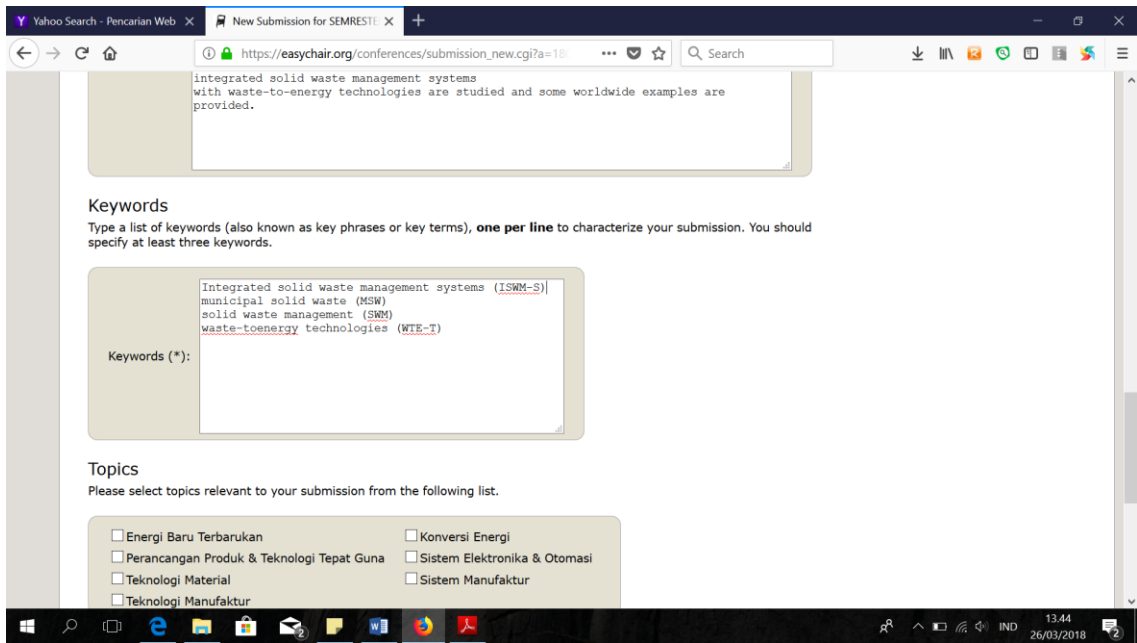 Yahoo Search - Pencarian Web
New Submission for SEMRESTE
https://easychair.org/conferences/submission_new.cgi?a=18
Search
integrated solid waste management systems
with waste-to-energy technologies are studied and some worldwide examples are
provided.
Keywords
Type a list of keywords (also known as key phrases or key terms), one per line to characterize your submission. You should
specify at least three keywords.
Integrated solid waste management systems (ISWM-S)
municipal solid waste (MSW)
solid waste management (SWM)
waste-toenergy technologies (WTE-T)
Keywords (*):
Topics
Please select topics relevant to your submission from the following list.
Energi Baru Terbarukan
Konversi Energi
Perancangan Produk & Teknologi Tepat Guna
Sistem Elektronika & Otomasi
Teknologi Material
Sistem Manufaktur
Teknologi Manufaktur
IND
13.44
26/03/2018